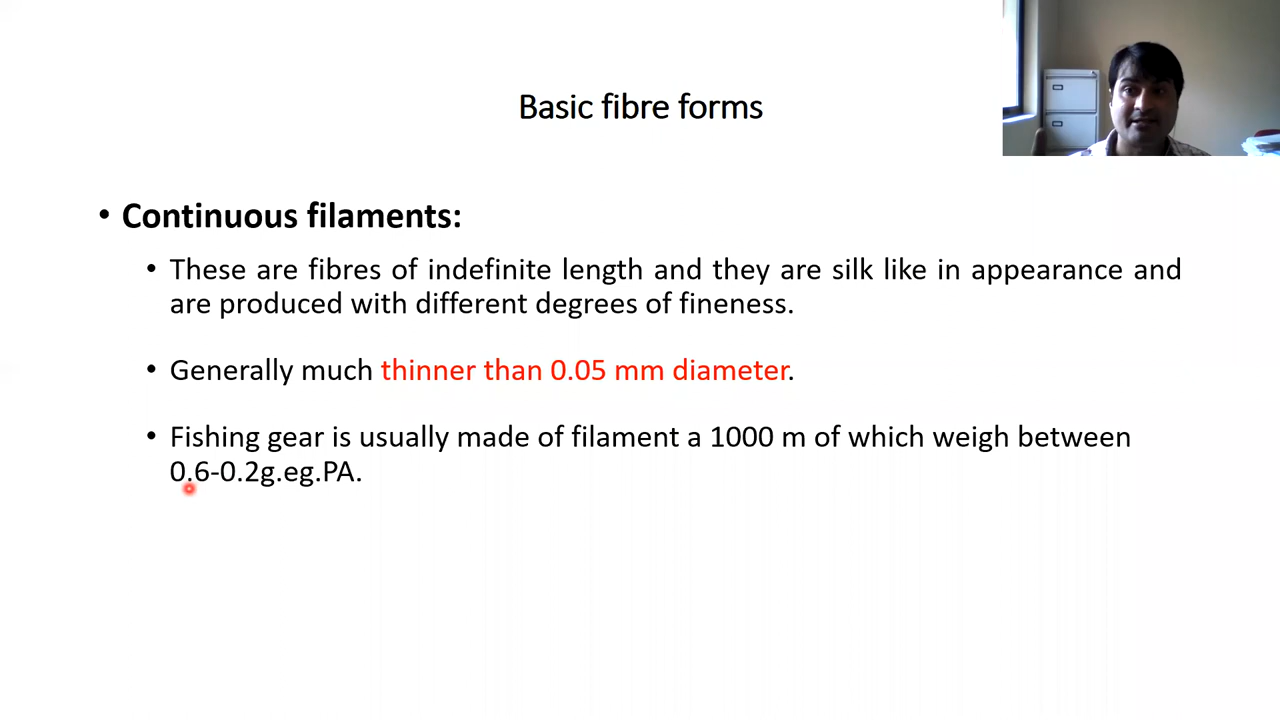 Basic fibre forms
• Continuous filaments:
• These are fibres of indefinite length and they are silk like in appearance and
are produced with different degrees of fineness.
• Generally much thinner than 0.05 mm diameter.
• Fishing gear is usually made of filament a 1000 m of which weigh between
0.6-0.2g.eg.PA.